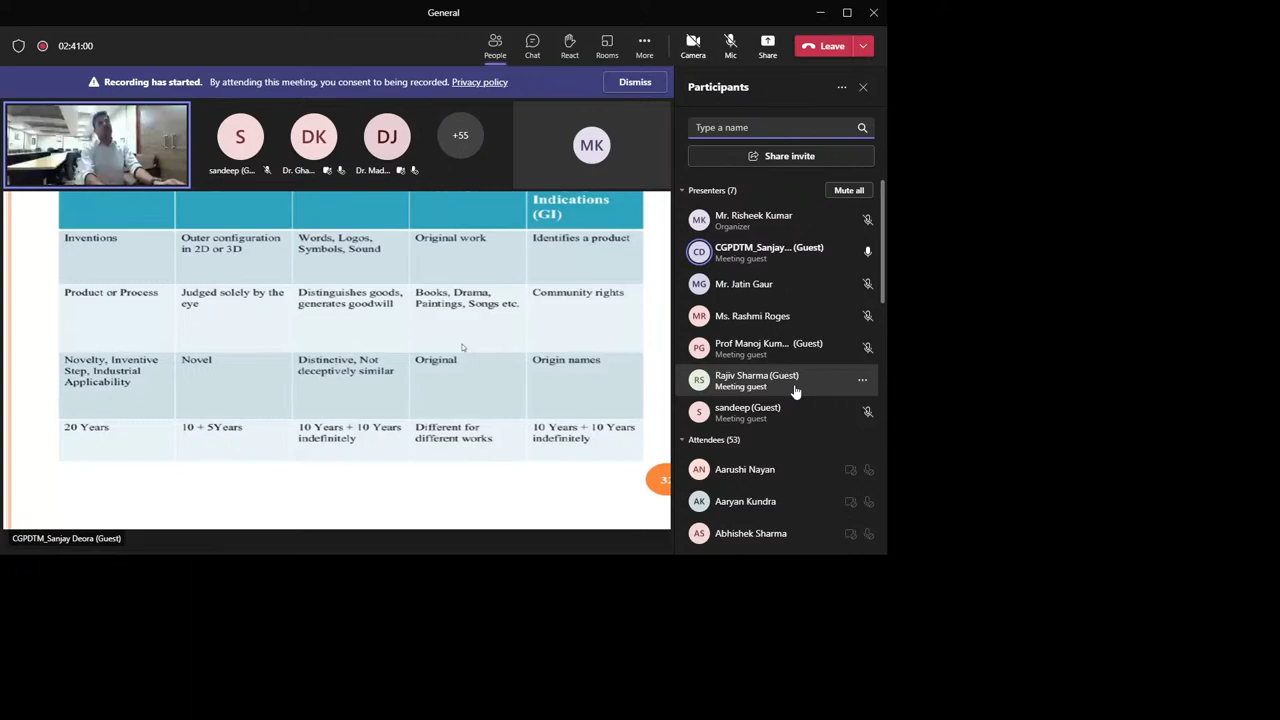 General
02:41:00
People
Chat
React
Rooms
More
Camera
Mic
Share
Leave
Recording has started. By attending this meeting, you consent to being recorded. Privacy policy
Dismiss
S
DK
DJ
+55
MK
sandeep (G...
Dr. Gha...
Dr. Mad...
Indications
(GI)
Inventions
Outer configuration
in 2D or 3D
Words, Logos,
Symbols, Sound
Original work
Identifies a product
Product or Process
Judged solely by the
eye
Distinguishes goods,
generates goodwill
Books, Drama,
Paintings, Songs etc.
Community rights
Novelty, Inventive
Step, Industrial
Applicability
Novel
Distinctive, Not
deceptively similar
Original
Origin names
20 Years
10 + 5Years
10 Years + 10 Years
indefinitely
Different for
different works
10 Years + 10 Years
indefinitely
CGPDTM_Sanjay Deora (Guest)
Participants
Type a name
Share invite
Presenters (7)
Mute all
MK
Mr. Risheek Kumar
Organizer
CD
CGPDTM_Sanjay... (Guest)
Meeting guest
MG
Mr. Jatin Gaur
MR
Ms. Rashmi Roges
PG
Prof Manoj Kum... (Guest)
Meeting guest
RS
Rajiv Sharma (Guest)
Meeting guest
S
sandeep (Guest)
Meeting guest
Attendees (53)
AN
Aarushi Nayan
AK
Aaryan Kundra
AS
Abhishek Sharma